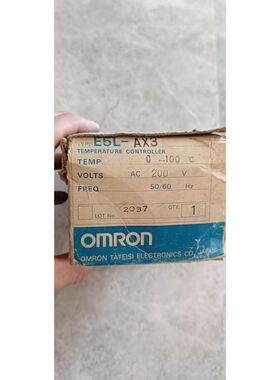 TYPE E5L-AX3
TEMPERATURE CONTROLLER
TEMP. 0 ~100 °C
VOLTS AC 200 V
FREQ. 50/60 Hz
LOT No. 2037 QTY. 1
OMRON
OMRON TATEISI ELECTRONICS CO. JAPAN